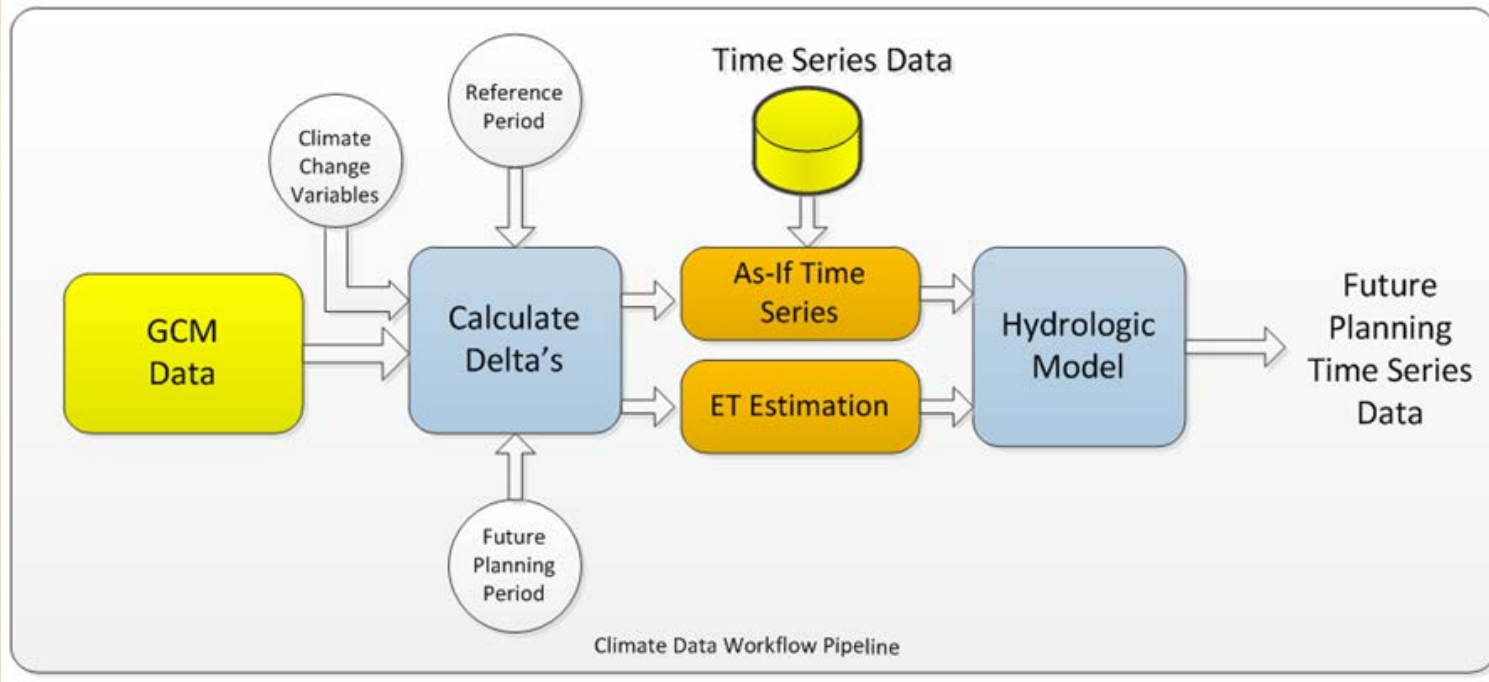 Time Series Data
Reference
Period
Climate
Change
Variables
GCM
Data
Calculate
Delta's
As-If Time
Series
ET Estimation
Hydrologic
Model
Future
Planning
Time Series
Data
Future
Planning
Period
Climate Data Workflow Pipeline